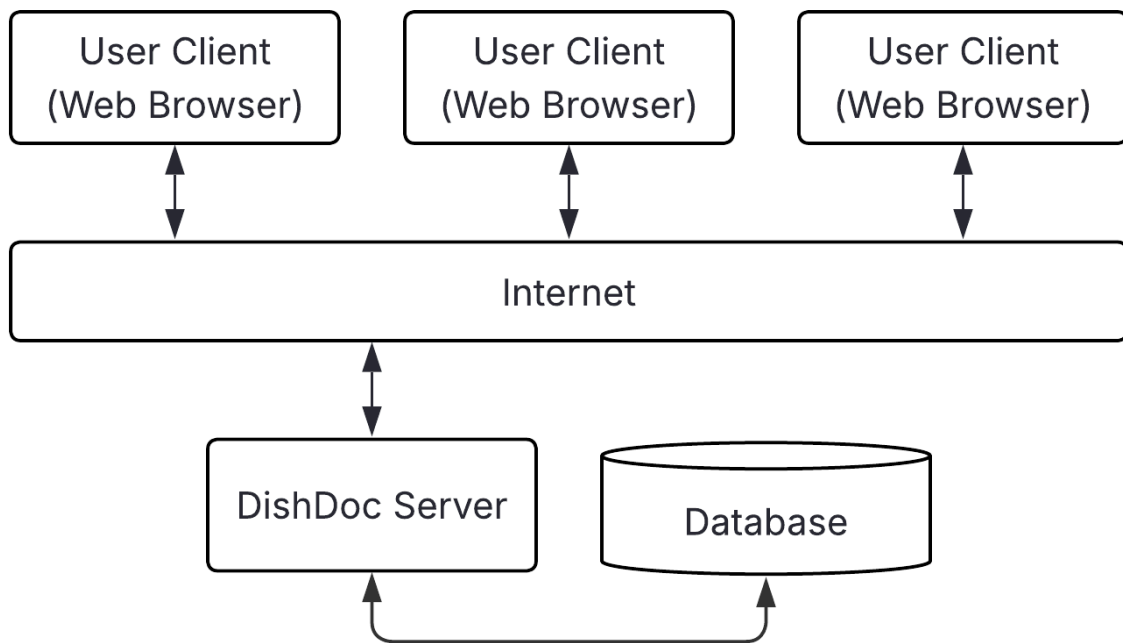 User Client
(Web Browser)
User Client
(Web Browser)
User Client
(Web Browser)
Internet
DishDoc Server
Database